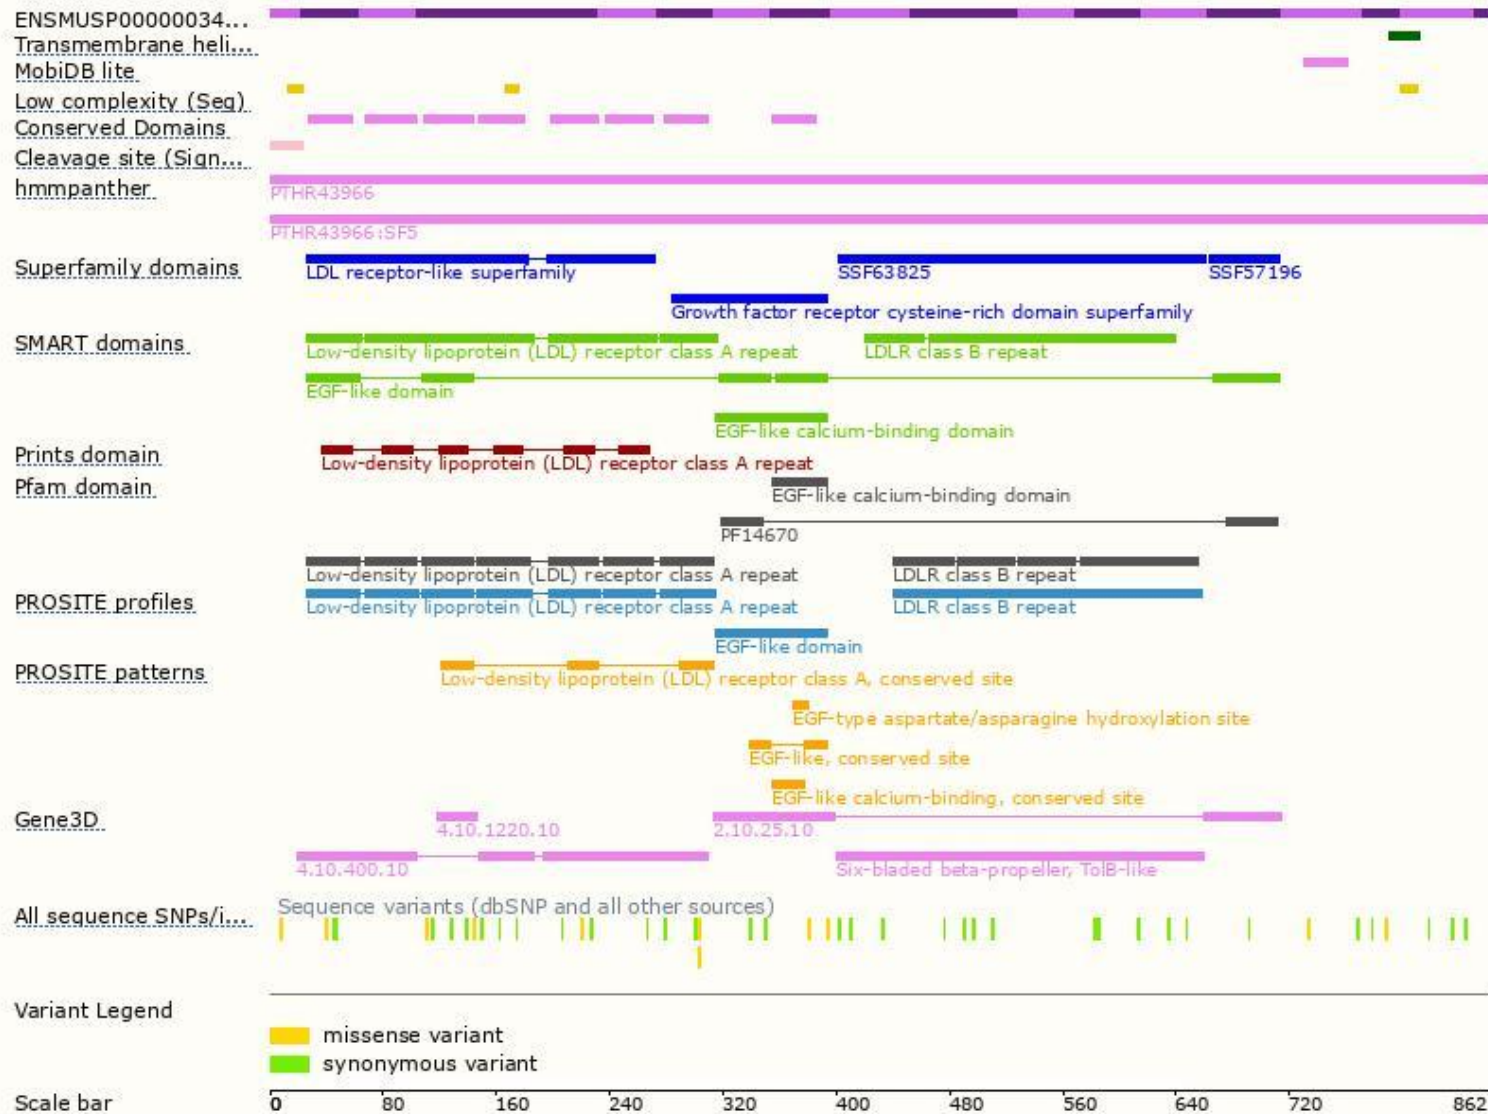 ENSMUSP00000034...
Transmembrane heli...
MobiDB lite
Low complexity (Seg)
Conserved Domains
Cleavage site (Sign...
hmmpanther
PTHR43966
PTHR43966:SF5
Superfamily domains
LDL receptor-like superfamily
SSF63825
SSF57196
Growth factor receptor cysteine-rich domain superfamily
SMART domains
Low-density lipoprotein (LDL) receptor class A repeat
LDLR class B repeat
EGF-like domain
EGF-like calcium-binding domain
Prints domain
Low-density lipoprotein (LDL) receptor class A repeat
Pfam domain
EGF-like calcium-binding domain
PF14670
Low-density lipoprotein (LDL) receptor class A repeat
LDLR class B repeat
PROSITE profiles
Low-density lipoprotein (LDL) receptor class A repeat
LDLR class B repeat
EGF-like domain
PROSITE patterns
Low-density lipoprotein (LDL) receptor class A, conserved site
EGF-type aspartate/asparagine hydroxylation site
EGF-like, conserved site
EGF-like calcium-binding, conserved site
Gene3D
4.10.1220.10
2.10.25.10
4.10.400.10
Six-bladed beta-propeller, TolB-like
All sequence SNPs/i...
Sequence variants (dbSNP and all other sources)
Variant Legend
missense variant
synonymous variant
Scale bar
0 80 160 240 320 400 480 560 640 720 862